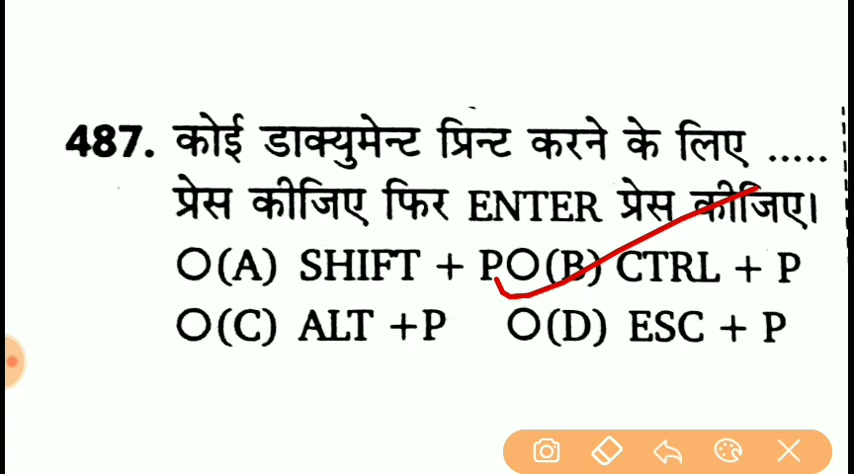 487. कोई डाक्युमेन्ट प्रिन्ट करने के लिए .....
प्रेस कीजिए फिर ENTER प्रेस कीजिए।
O(A) SHIFT + P O(B) CTRL + P
O(C) ALT +P O(D) ESC + P